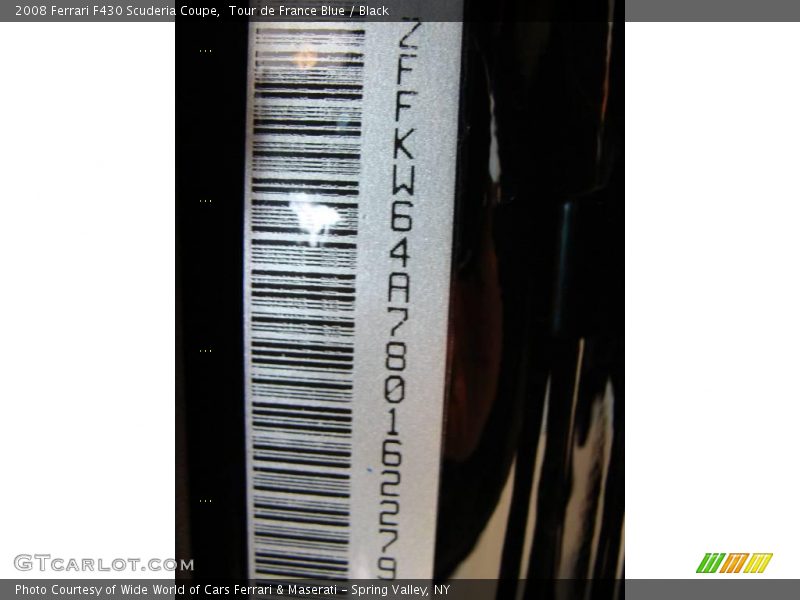 2008 Ferrari F430 Scuderia Coupe, Tour de France Blue / Black
ZFFKW64A780162279
GTcarlot.com
Photo Courtesy of Wide World of Cars Ferrari & Maserati - Spring Valley, NY